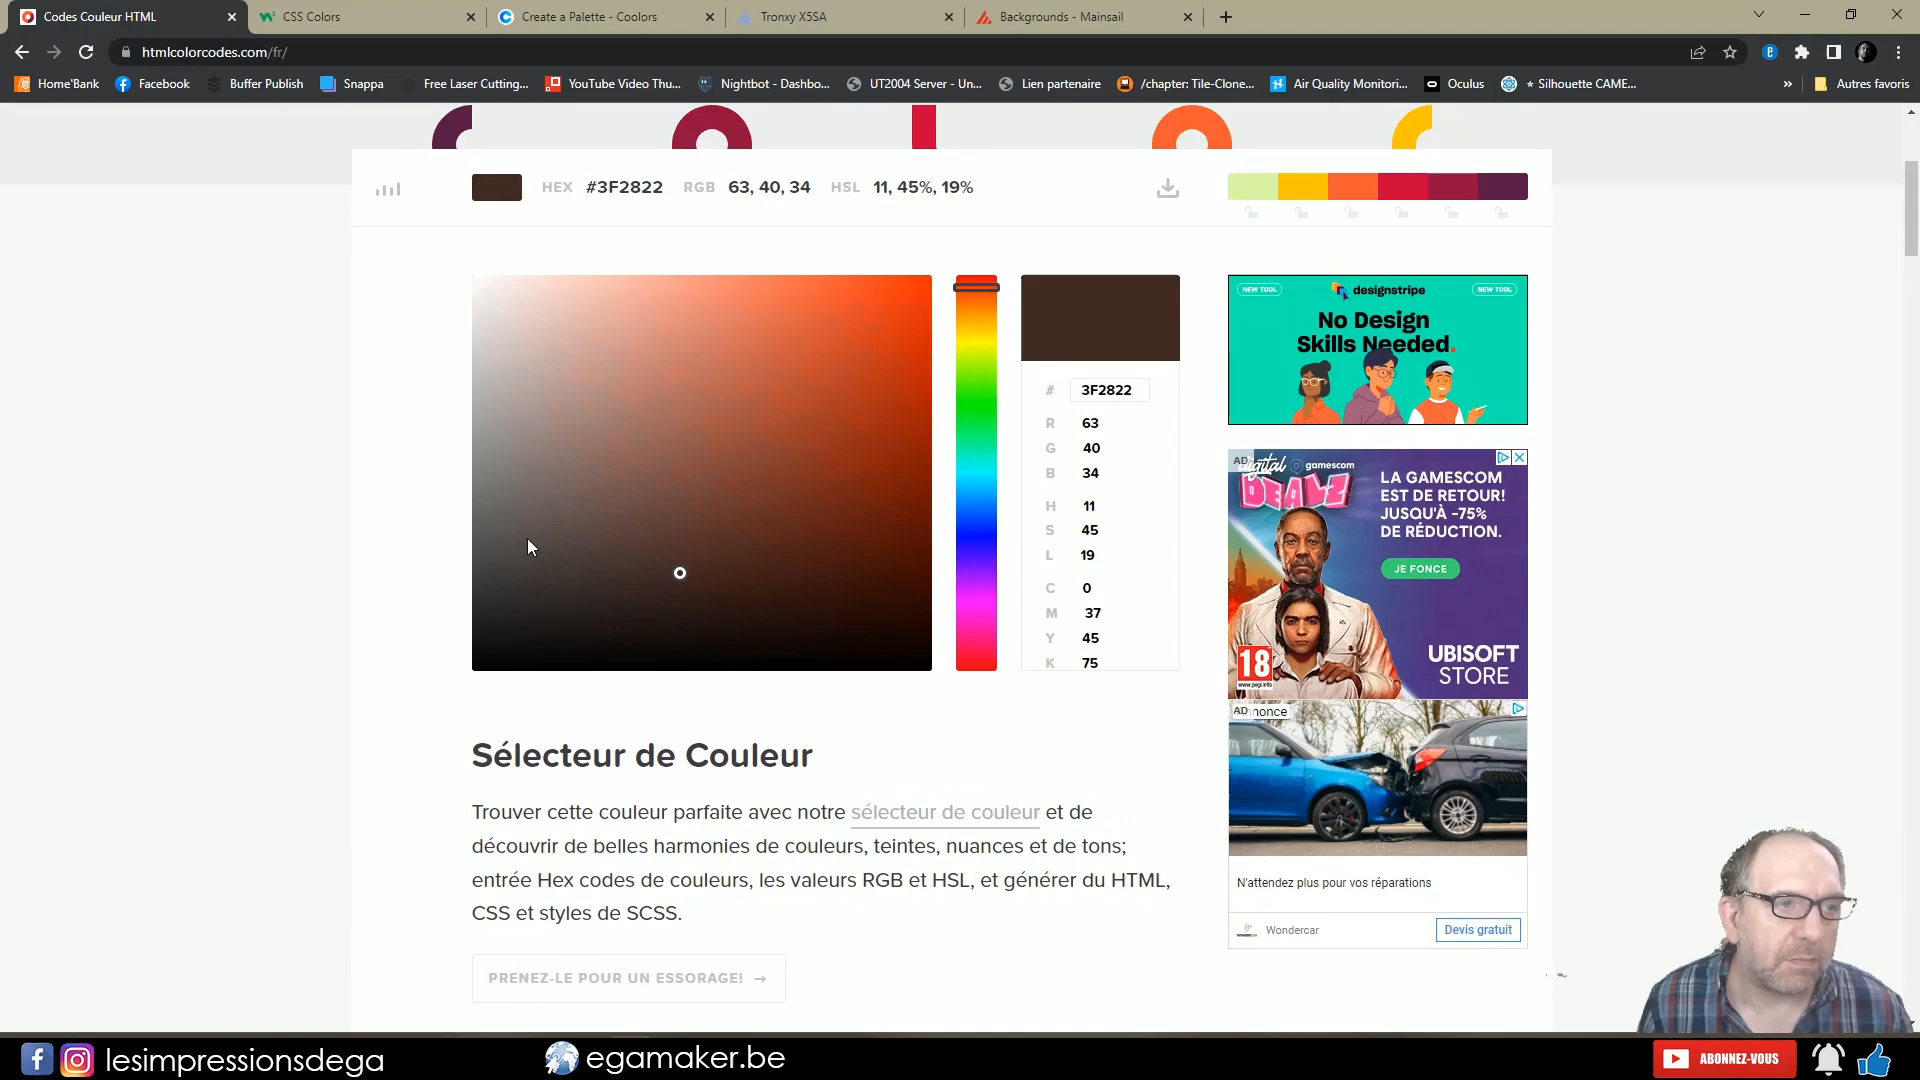 Codes Couleur HTML
CSS Colors
Create a Palette - Coolors
Tronxy X5SA
Backgrounds - Mainsail
htmlcolorcodes.com/fr/
Home'Bank
Facebook
Buffer Publish
Snappa
Free Laser Cutting...
YouTube Video Thu...
Nightbot - Dashbo...
UT2004 Server - Un...
Lien partenaire
/chapter: Tile-Clone...
Air Quality Monitori...
Oculus
★ Silhouette CAME...
»
Autres favoris
HEX #3F2822 RGB 63, 40, 34 HSL 11, 45%, 19%
# 3F2822
R 63
G 40
B 34
H 11
S 45
L 19
C 0
M 37
Y 45
K 75
NEW TOOL
designstripe
NEW TOOL
No Design
Skills Needed.
AD
digital
DEALZ
gamescom
LA GAMESCOM
EST DE RETOUR!
JUSQU'À -75%
DE RÉDUCTION.
JE FONCE
18
www.pegi.info
UBISOFT
STORE
AD
nonce
N'attendez plus pour vos réparations
Wondercar
Devis gratuit
Sélecteur de Couleur
Trouver cette couleur parfaite avec notre sélecteur de couleur et de
découvrir de belles harmonies de couleurs, teintes, nuances et de tons;
entrée Hex codes de couleurs, les valeurs RGB et HSL, et générer du HTML,
CSS et styles de SCSS.
PRENEZ-LE POUR UN ESSORAGE! →
lesimpressionsdega
egamaker.be
ABONNEZ-VOUS